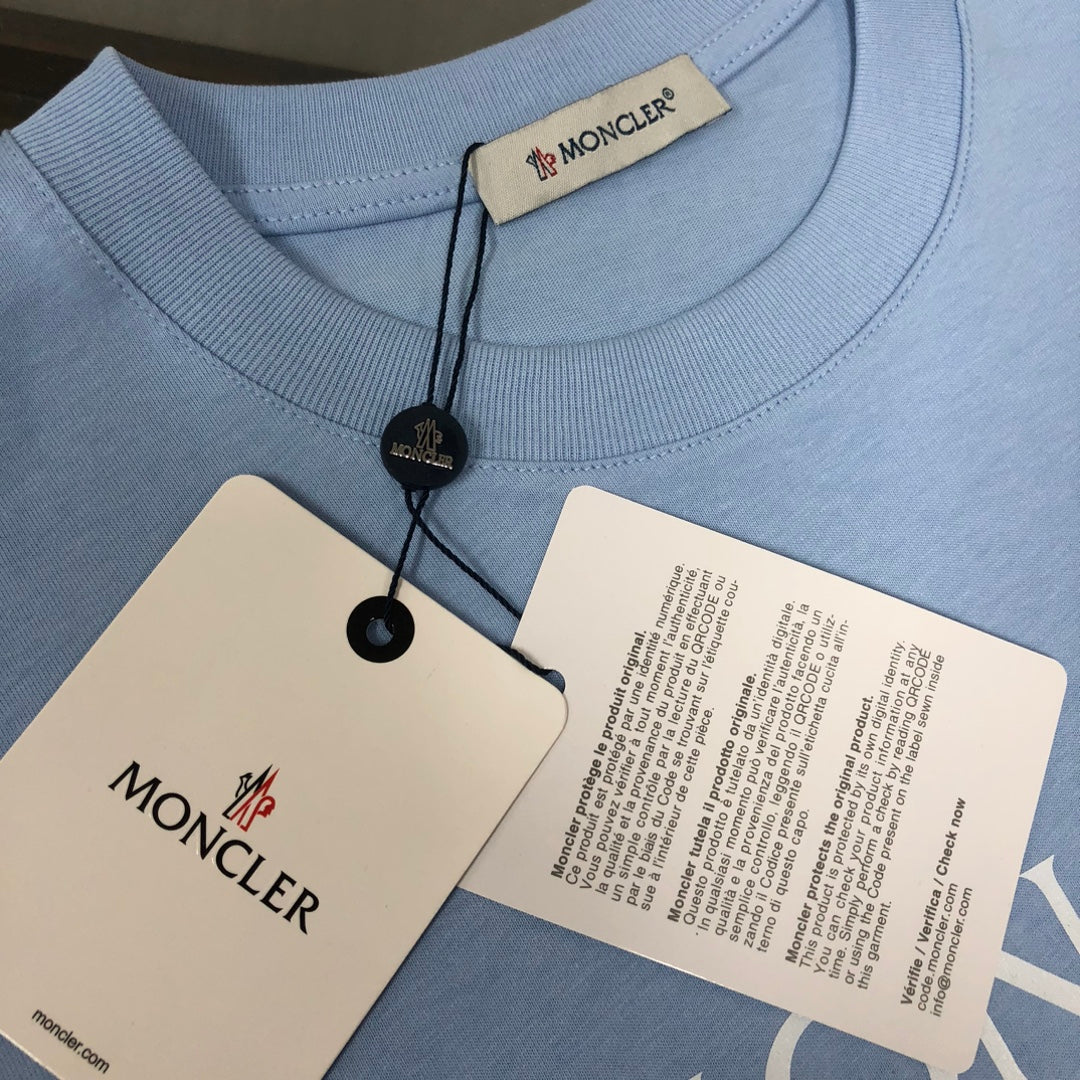 MONCLER®
MONCLER
MONCLER
moncler.com
Moncler protège le produit original.
Ce produit est protégé par une identité numérique.
Vous pouvez vérifier à tout moment l'authenticité,
la qualité et la provenance du produit en effectuant
un simple contrôle par la lecture du QRCODE ou
par le biais du Code se trouvant sur l'étiquette cou-
sue à l'intérieur de cette pièce.
Moncler tutela il prodotto originale.
Questo prodotto è tutelato da un'identità digitale.
In qualsiasi momento può verificare l'autenticità, la
qualità e la provenienza del prodotto facendo un
semplice controllo, leggendo il QRCODE o utiliz-
zando il Codice presente sull'etichetta cucita all'in-
terno di questo capo.
Moncler protects the original product.
This product is protected by its own digital identity.
You can check your product information at any
time. Simply perform a check by reading QRCODE
or using the Code present on the label sewn inside
this garment.
Vérifie / Verifica / Check now
code.moncler.com
info@moncler.com